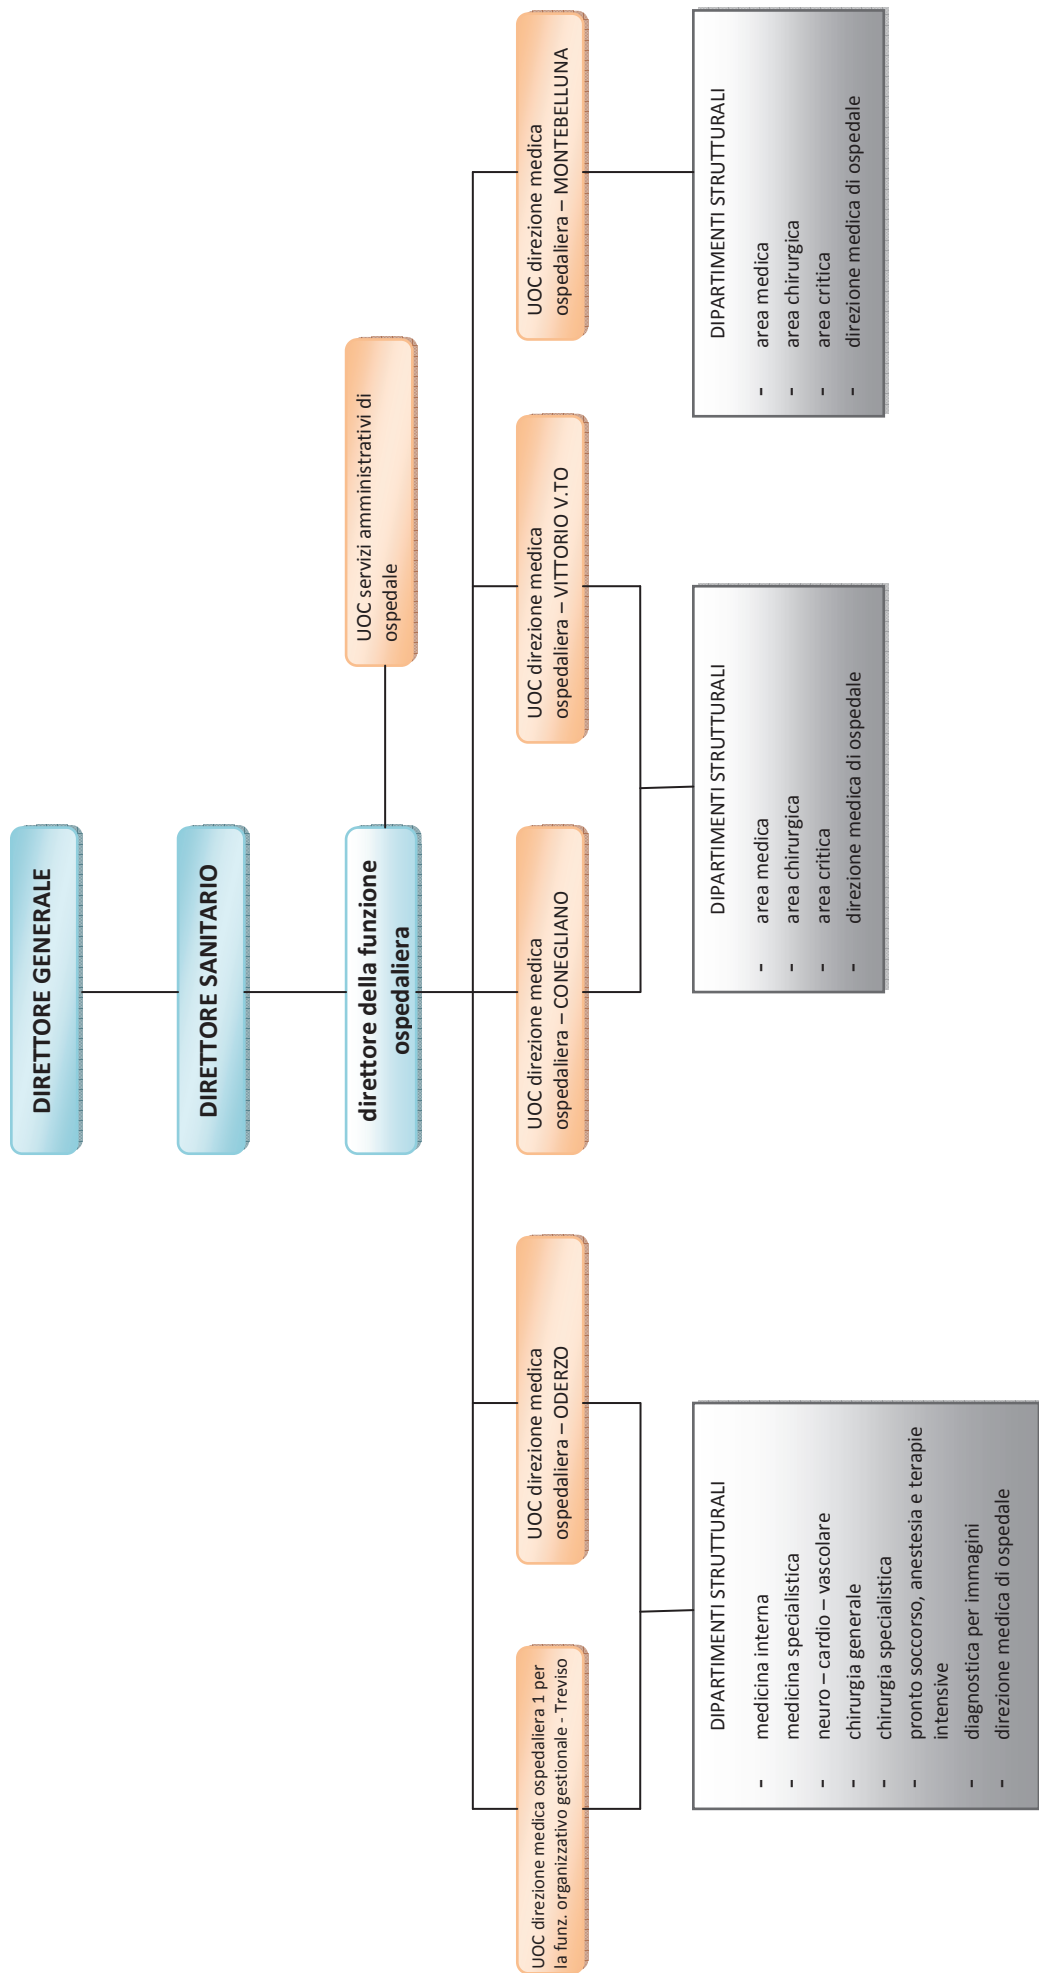 DIRETTORE GENERALE
DIRETTORE SANITARIO
direttore della funzione
ospedaliera
UOC servizi amministrativi di
ospedale
UOC direzione medica ospedaliera 1 per
la funz. organizzativo gestionale - Treviso
UOC direzione medica
ospedaliera – ODERZO
UOC direzione medica
ospedaliera – CONEGLIANO
UOC direzione medica
ospedaliera – VITTORIO V.TO
UOC direzione medica
ospedaliera – MONTEBELLUNA
DIPARTIMENTI STRUTTURALI
- medicina interna
- medicina specialistica
- neuro – cardio – vascolare
- chirurgia generale
- chirurgia specialistica
- pronto soccorso, anestesia e terapie
intensive
- diagnostica per immagini
- direzione medica di ospedale
DIPARTIMENTI STRUTTURALI
- area medica
- area chirurgica
- area critica
- direzione medica di ospedale
DIPARTIMENTI STRUTTURALI
- area medica
- area chirurgica
- area critica
- direzione medica di ospedale